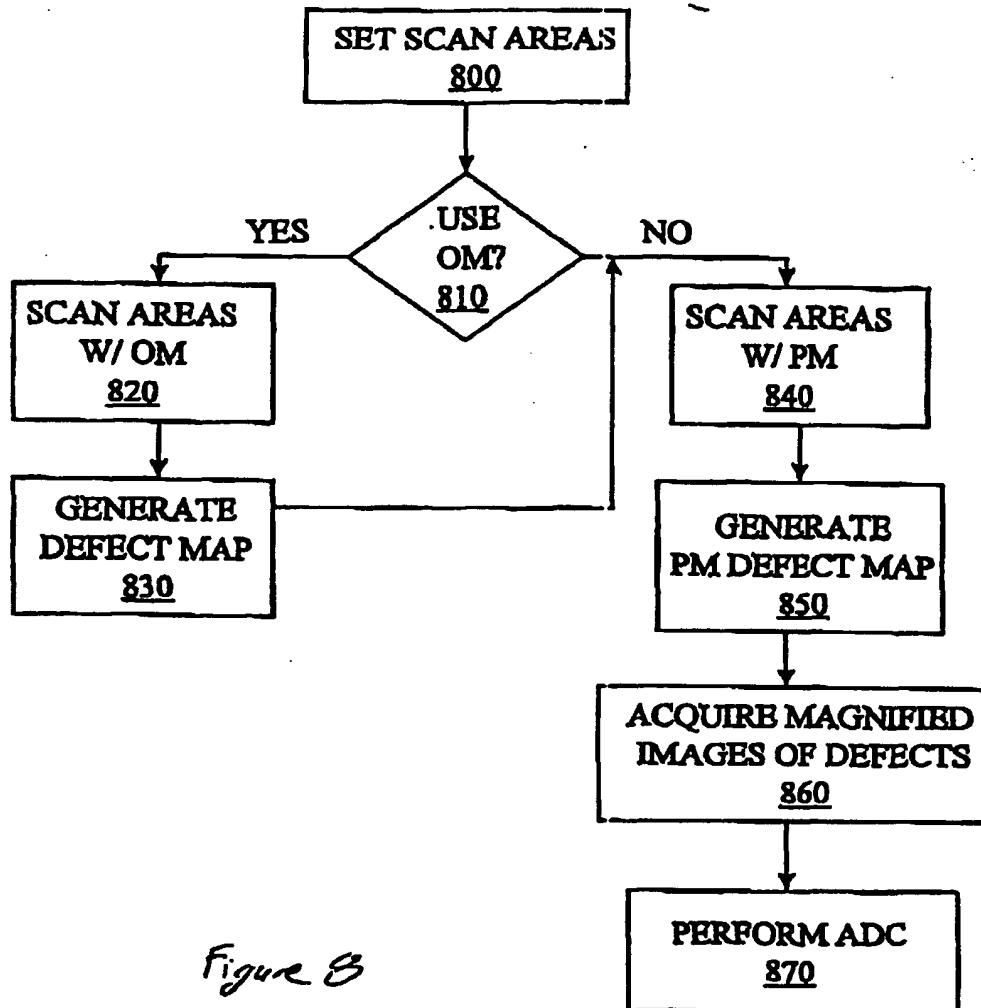 SET SCAN AREAS
800
USE
OM?
810
YES
NO
SCAN AREAS
W/ OM
820
SCAN AREAS
W/ PM
840
GENERATE
DEFECT MAP
830
GENERATE
PM DEFECT MAP
850
ACQUIRE MAGNIFIED
IMAGES OF DEFECTS
860
PERFORM ADC
870
Figure 8